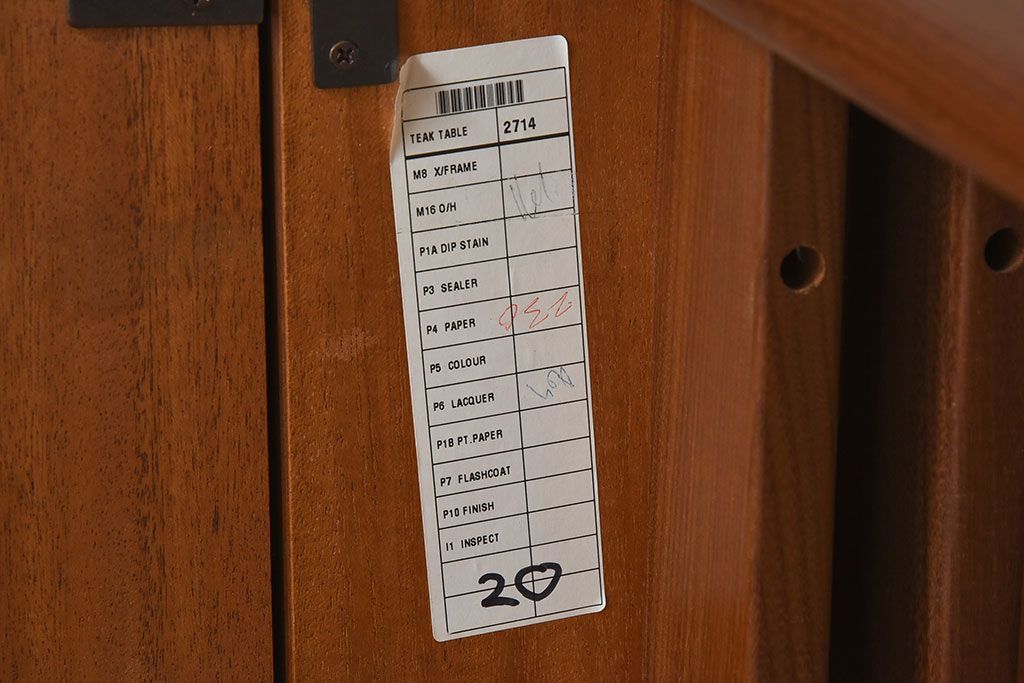 TEAK TABLE 2714
M8 X/FRAME
M16 O/H
P1A DIP STAIN
P3 SEALER
P4 PAPER
P5 COLOUR
P6 LACQUER
P1B PT.PAPER
P7 FLASHCOAT
P10 FINISH
I1 INSPECT
20